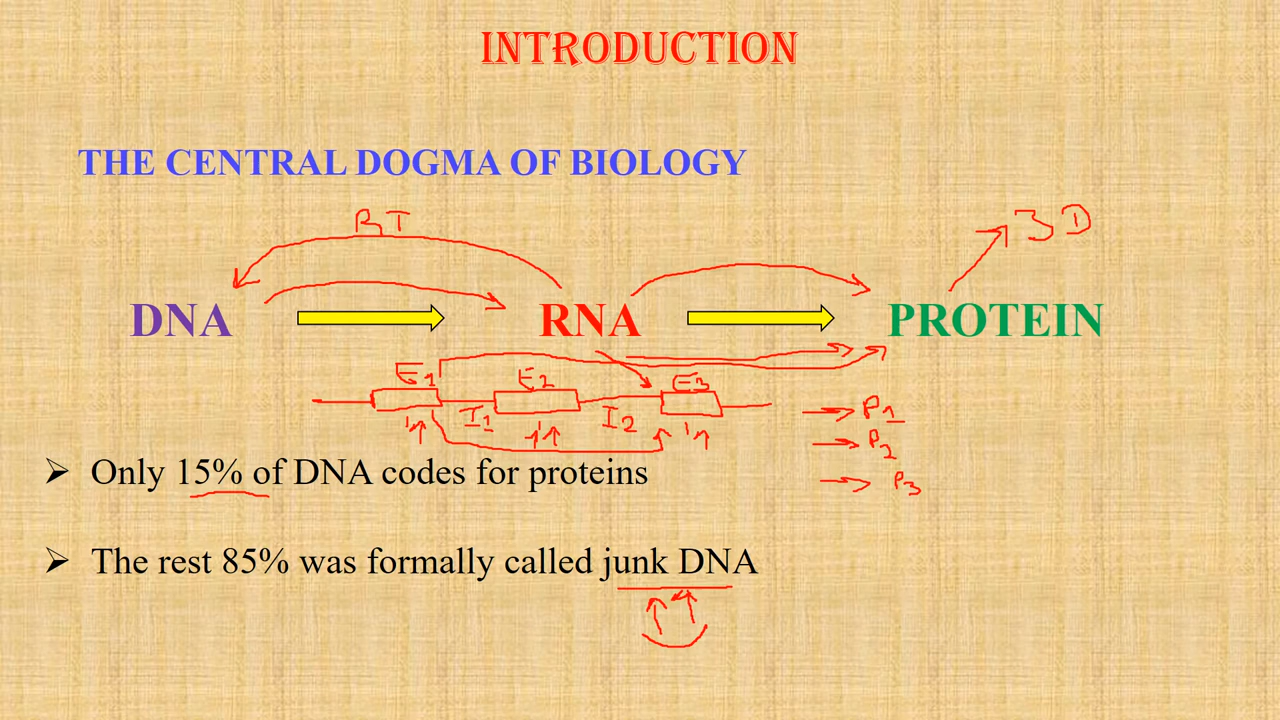 INTRODUCTION
THE CENTRAL DOGMA OF BIOLOGY
RT
3D
DNA RNA PROTEIN
E1 E2 E3
I1 I2
P1
P2
P3
➢ Only 15% of DNA codes for proteins
➢ The rest 85% was formally called junk DNA